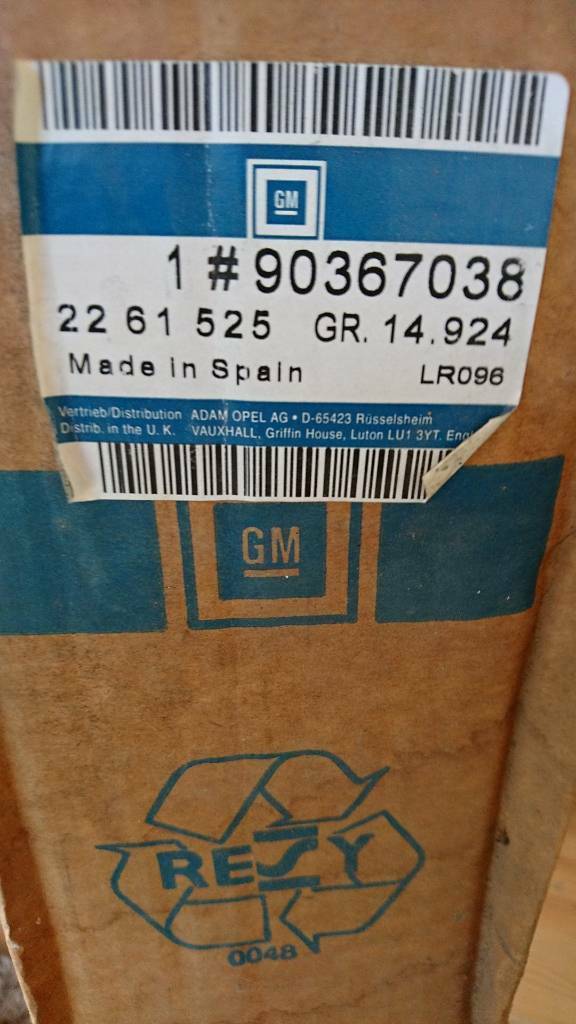 GM
1 # 90367038
22 61 525 GR. 14.924
Made in Spain LR096
Vertrieb/Distribution ADAM OPEL AG • D-65423 Rüsselsheim
Distrib. in the U. K. VAUXHALL, Griffin House, Luton LU1 3YT.
GM
RESY
0048